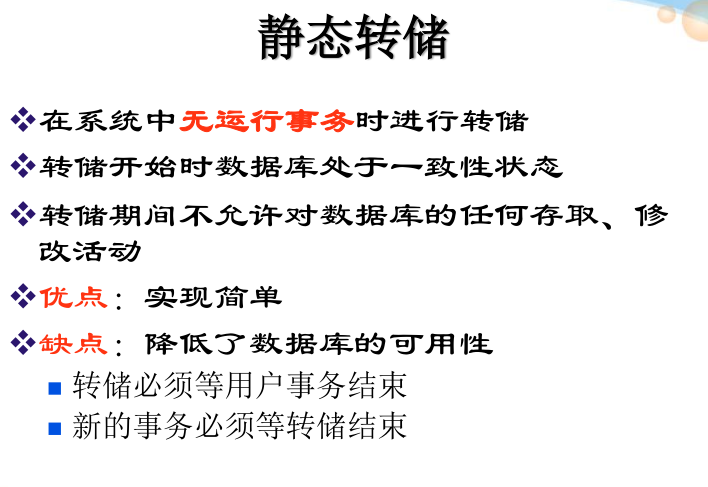 静态转储
在系统中无运行事务时进行转储
转储开始时数据库处于一致性状态
转储期间不允许对数据库的任何存取、修
改活动
优点：实现简单
缺点：降低了数据库的可用性
转储必须等用户事务结束
新的事务必须等转储结束